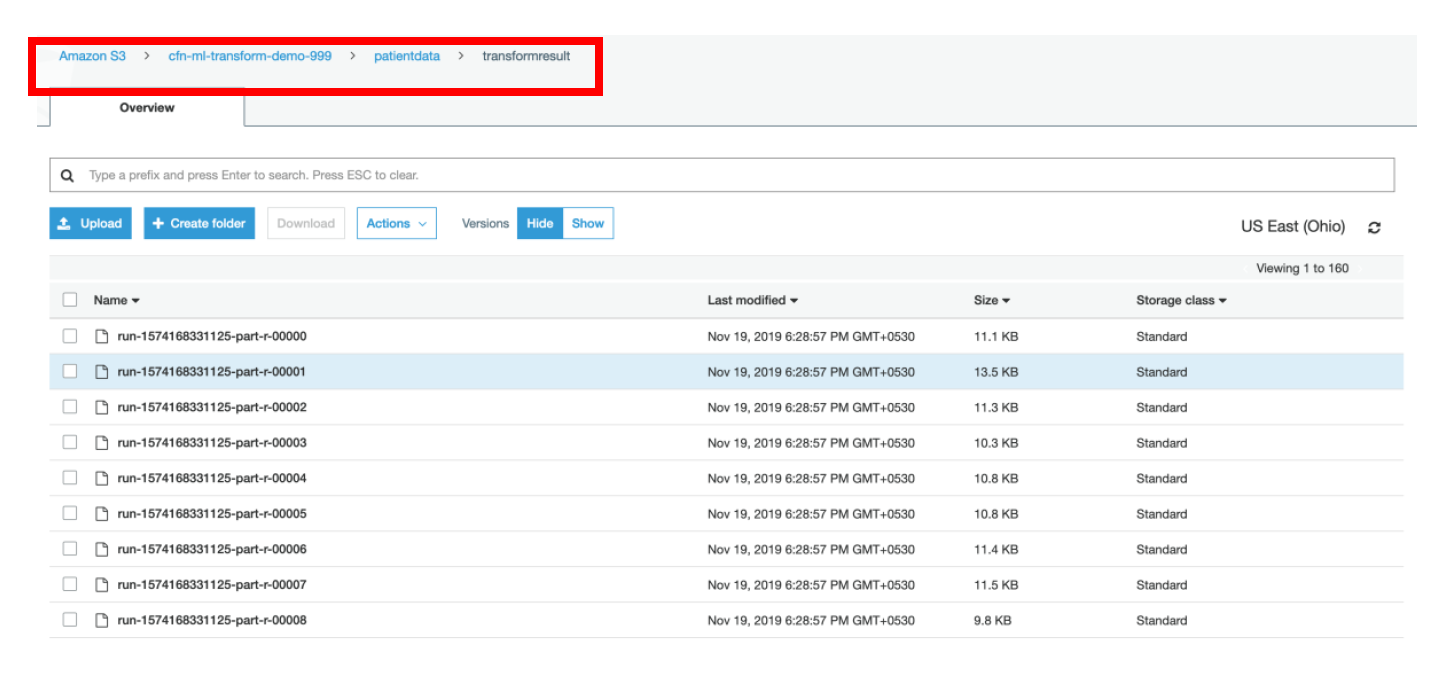 Amazon S3 > cfn-ml-transform-demo-999 > patientdata > transformresult
Overview
Type a prefix and press Enter to search. Press ESC to clear.
Upload + Create folder Download Actions Versions Hide Show US East (Ohio)
Viewing 1 to 160
Name Last modified Size Storage class
run-1574168331125-part-r-00000 Nov 19, 2019 6:28:57 PM GMT+0530 11.1 KB Standard
run-1574168331125-part-r-00001 Nov 19, 2019 6:28:57 PM GMT+0530 13.5 KB Standard
run-1574168331125-part-r-00002 Nov 19, 2019 6:28:57 PM GMT+0530 11.3 KB Standard
run-1574168331125-part-r-00003 Nov 19, 2019 6:28:57 PM GMT+0530 10.3 KB Standard
run-1574168331125-part-r-00004 Nov 19, 2019 6:28:57 PM GMT+0530 10.8 KB Standard
run-1574168331125-part-r-00005 Nov 19, 2019 6:28:57 PM GMT+0530 10.8 KB Standard
run-1574168331125-part-r-00006 Nov 19, 2019 6:28:57 PM GMT+0530 11.4 KB Standard
run-1574168331125-part-r-00007 Nov 19, 2019 6:28:57 PM GMT+0530 11.5 KB Standard
run-1574168331125-part-r-00008 Nov 19, 2019 6:28:57 PM GMT+0530 9.8 KB Standard